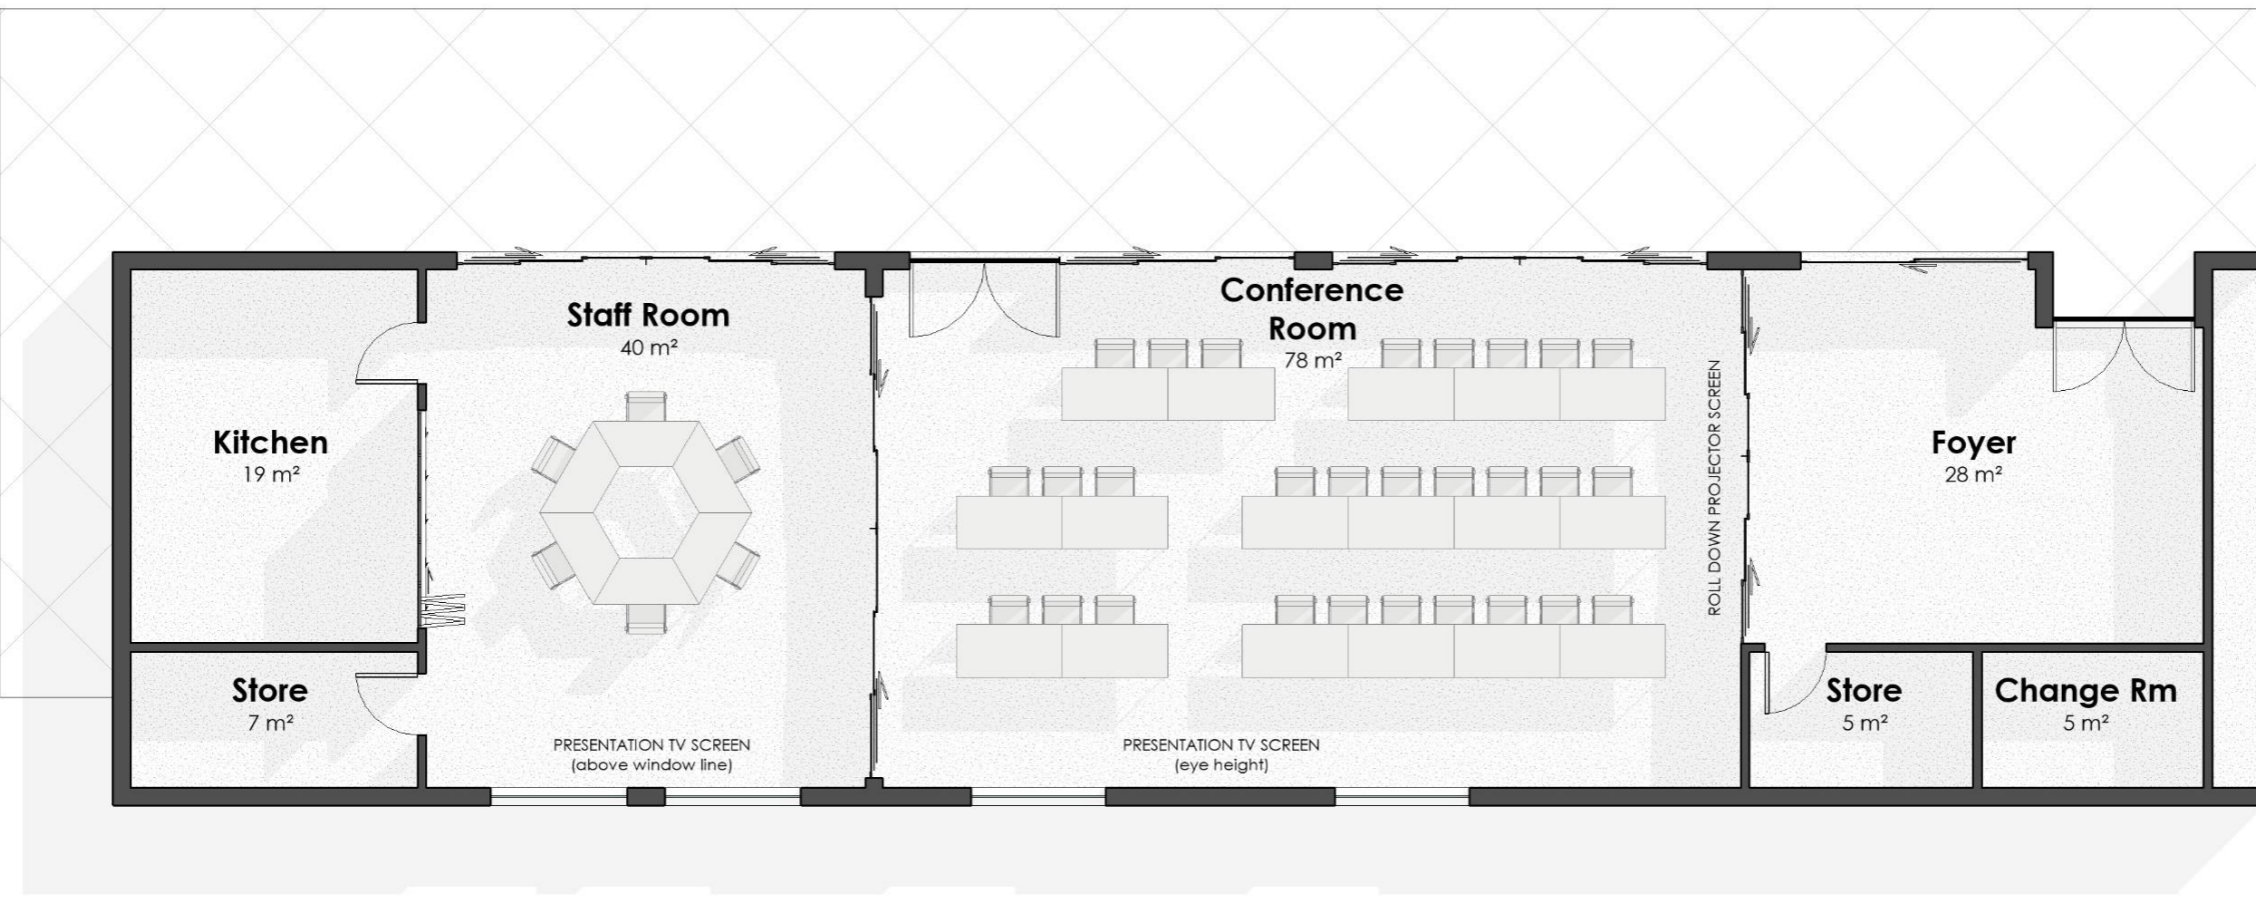 Kitchen
19 m²
Store
7 m²
Staff Room
40 m²
PRESENTATION TV SCREEN
(above window line)
Conference
Room
78 m²
PRESENTATION TV SCREEN
(eye height)
ROLL DOWN PROJECTOR SCREEN
Foyer
28 m²
Store
5 m²
Change Rm
5 m²